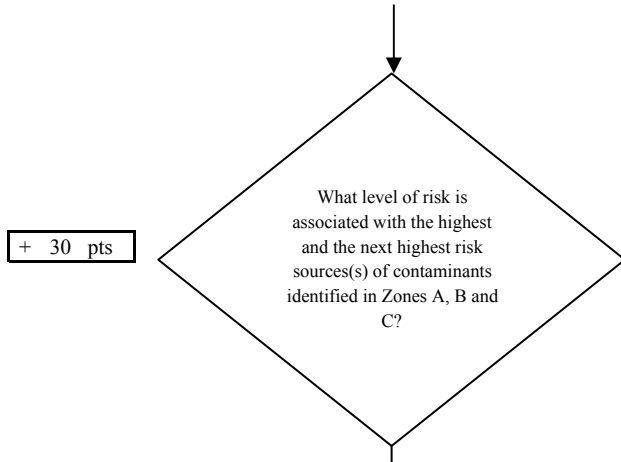 What level of risk is
associated with the highest
and the next highest risk
sources(s) of contaminants
identified in Zones A, B and
C?
+ 30 pts